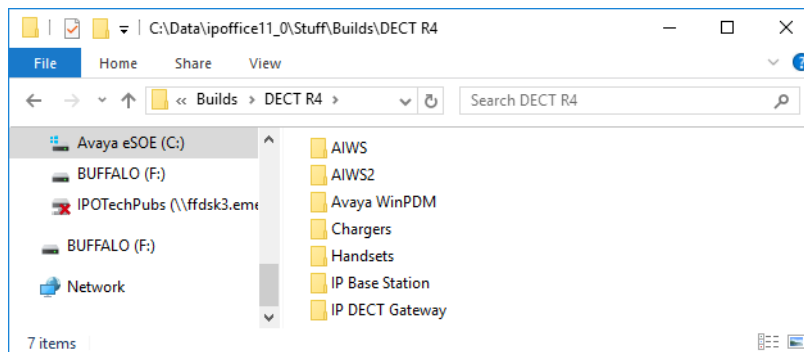 C:\Data\ipoffice11_0\Stuff\Builds\DECT R4
File Home Share View ?
« Builds > DECT R4 > Search DECT R4
Avaya eSOE (C:)
BUFFALO (F:)
IPOTechPubs (\\ffdsk3.eme
BUFFALO (F:)
Network
AIWS
AIWS2
Avaya WinPDM
Chargers
Handsets
IP Base Station
IP DECT Gateway
7 items